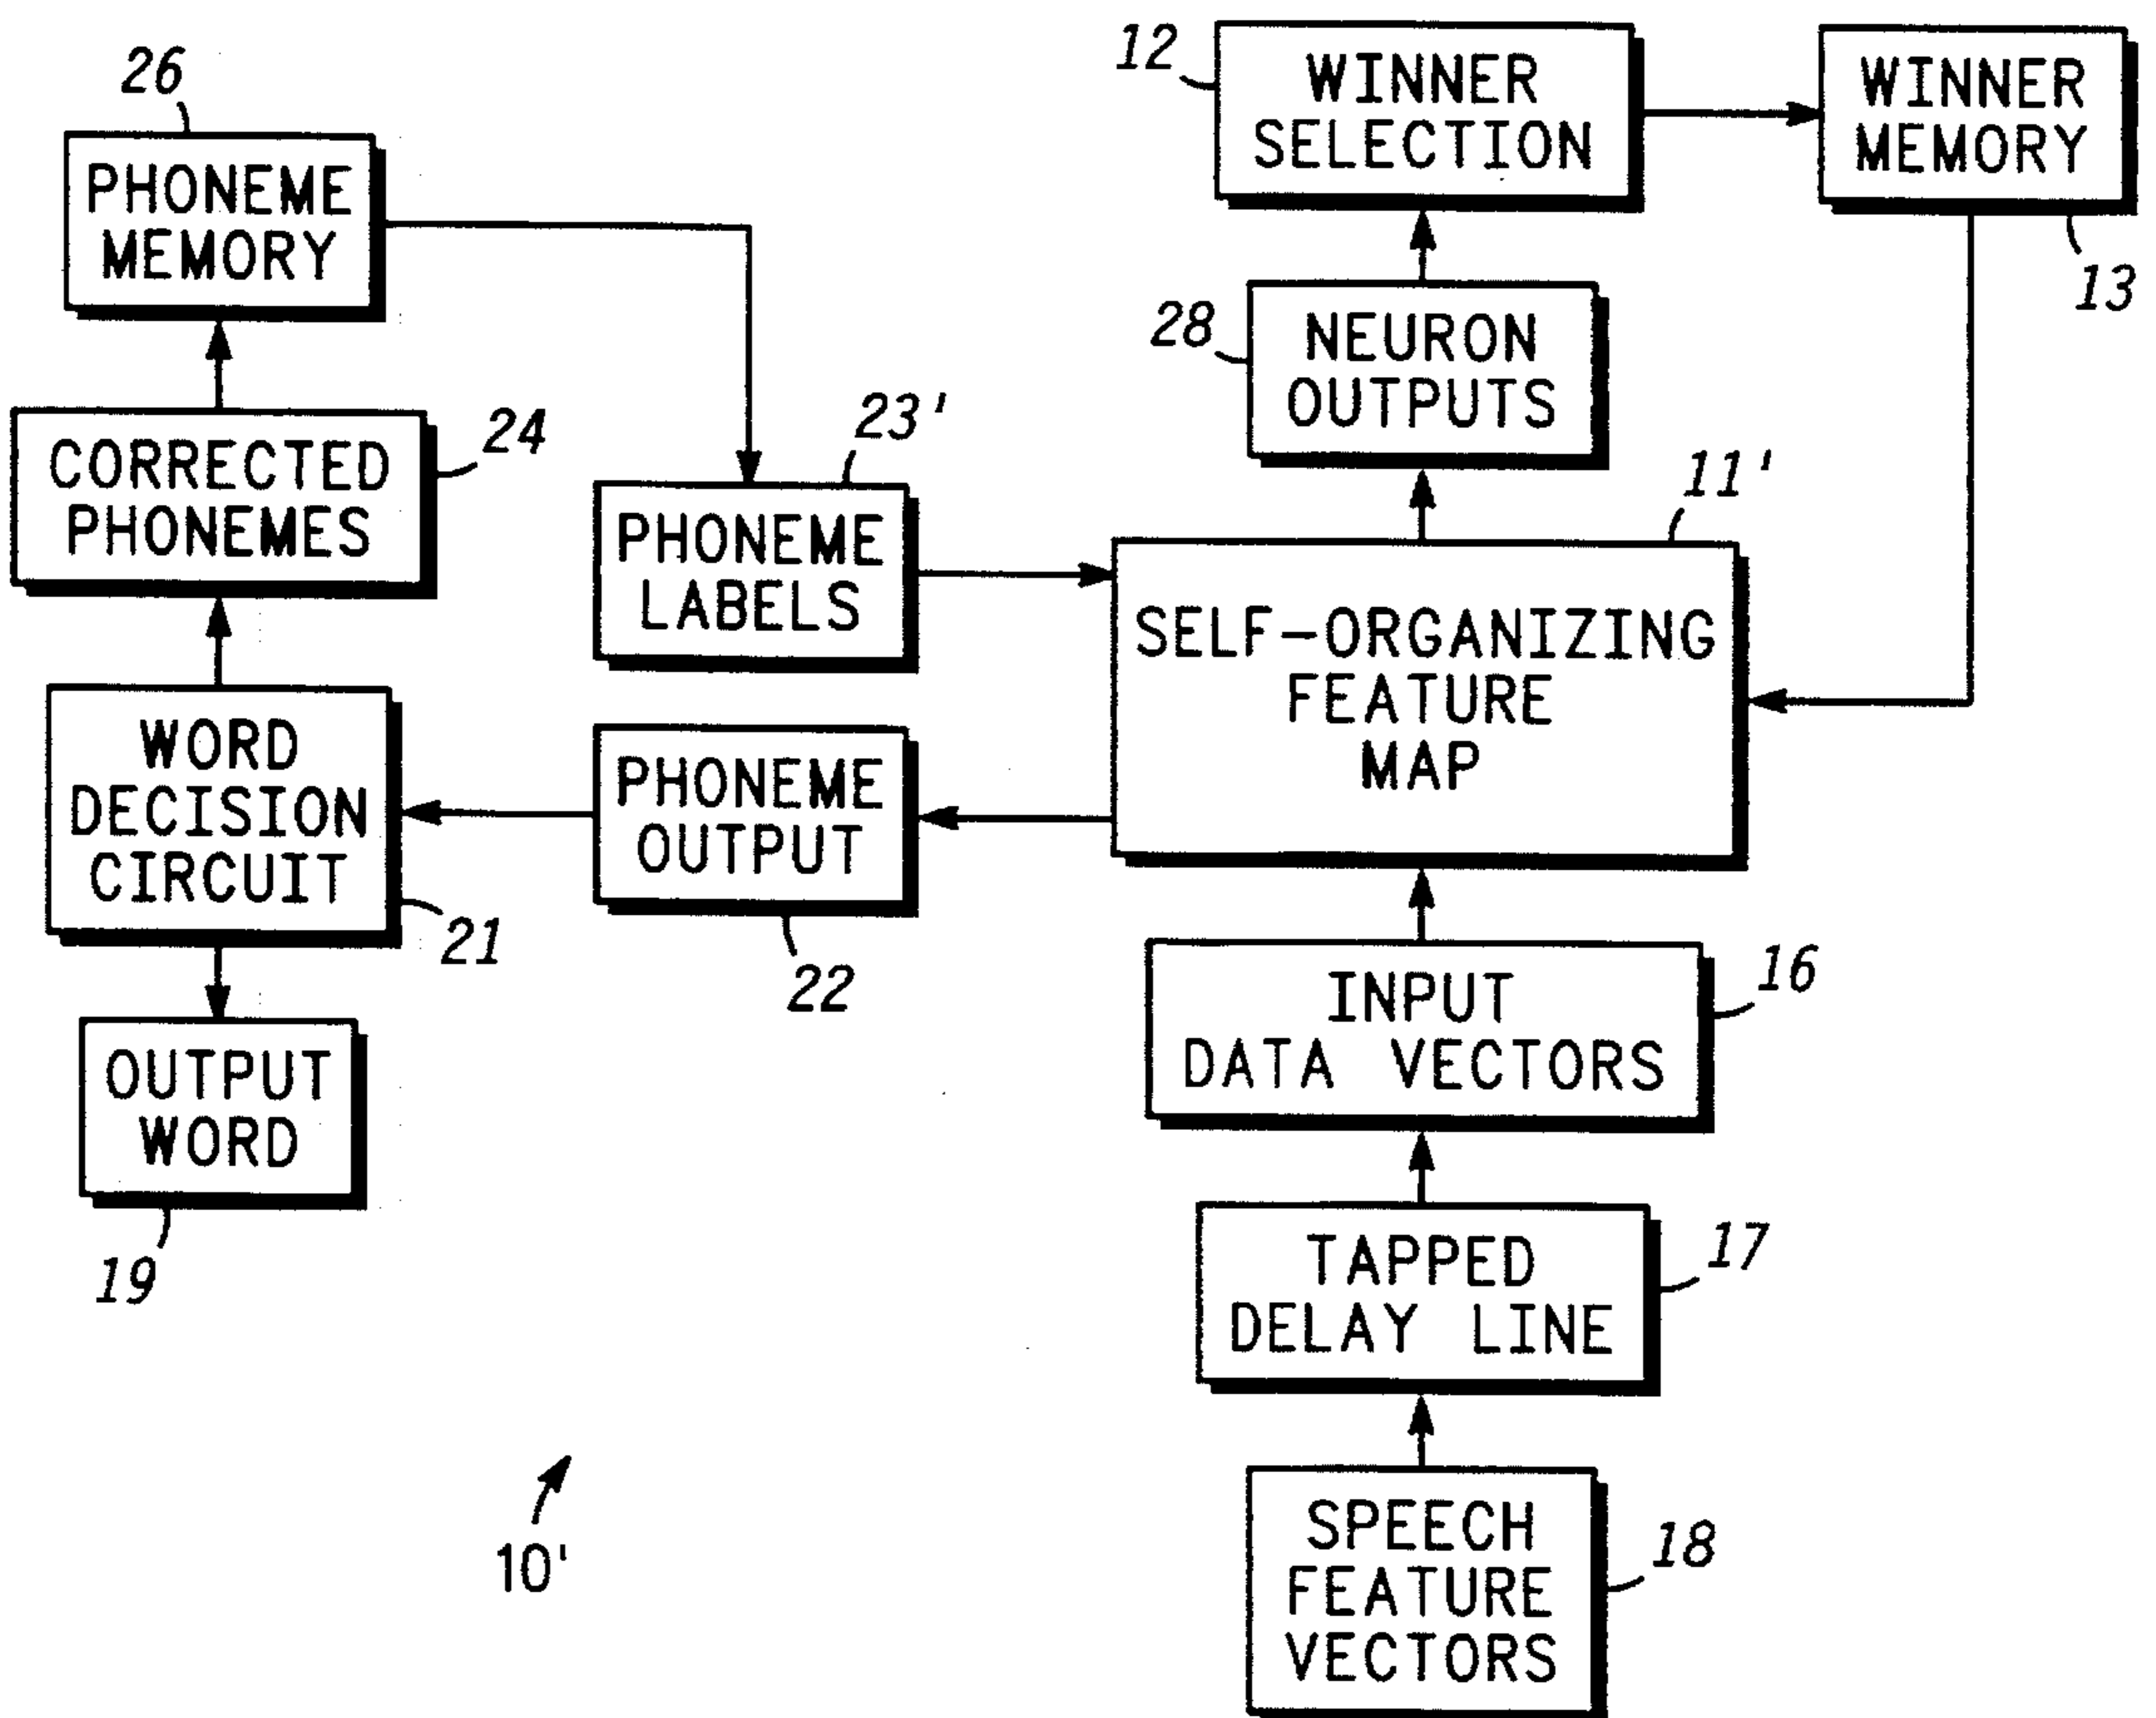 26
PHONEME
MEMORY
12
WINNER
SELECTION
WINNER
MEMORY
13
28
NEURON
OUTPUTS
CORRECTED
PHONEMES
24
23'
PHONEME
LABELS
11'
SELF-ORGANIZING
FEATURE
MAP
WORD
DECISION
CIRCUIT
21
PHONEME
OUTPUT
22
INPUT
DATA VECTORS
16
OUTPUT
WORD
19
TAPPED
DELAY LINE
17
10'
SPEECH
FEATURE
VECTORS
18